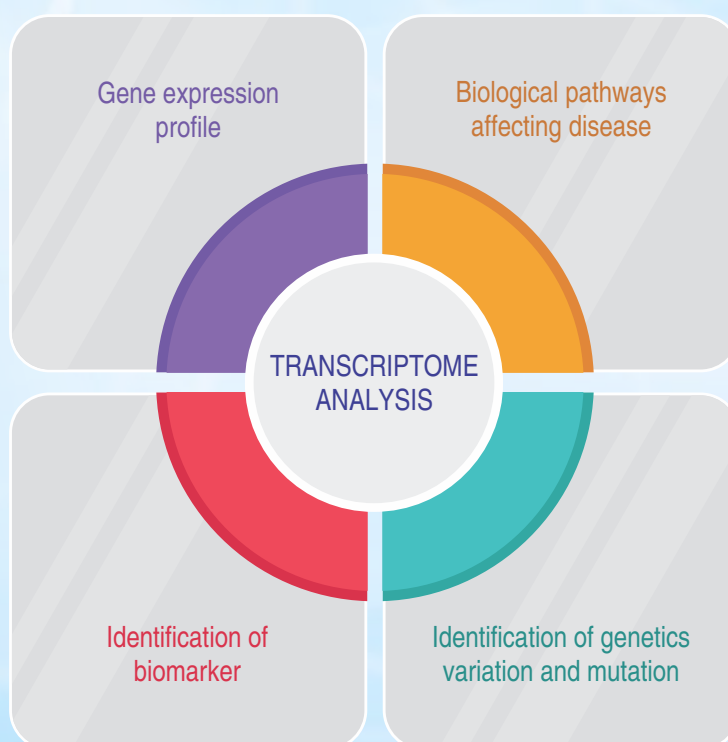 Gene expression
profile
Biological pathways
affecting disease
TRANSCRIPTOME
ANALYSIS
Identification of
biomarker
Identification of genetics
variation and mutation